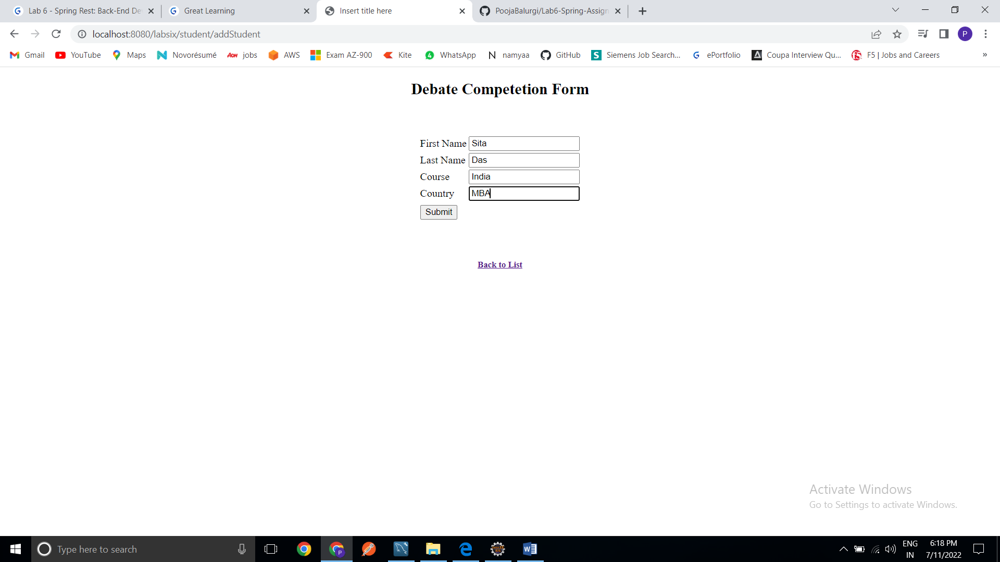 Lab 6 - Spring Rest: Back-End De
Great Learning
Insert title here
PoojaBalurgi/Lab6-Spring-Assign
localhost:8080/labsix/student/addStudent
P
Gmail
YouTube
Maps
Novorésumé
AON jobs
AWS
Exam AZ-900
Kite
4 WhatsApp
N namyaa
GitHub
S Siemens Job Search...
G ePortfolio
Coupa Interview Qu...
F5 | Jobs and Careers
»
Debate Competetion Form
First Name Sita
Last Name Das
Course India
Country MBA
Submit
Back to List
Activate Windows
Go to Settings to activate Windows.
Type here to search
ENG
IN
6:18 PM
7/11/2022